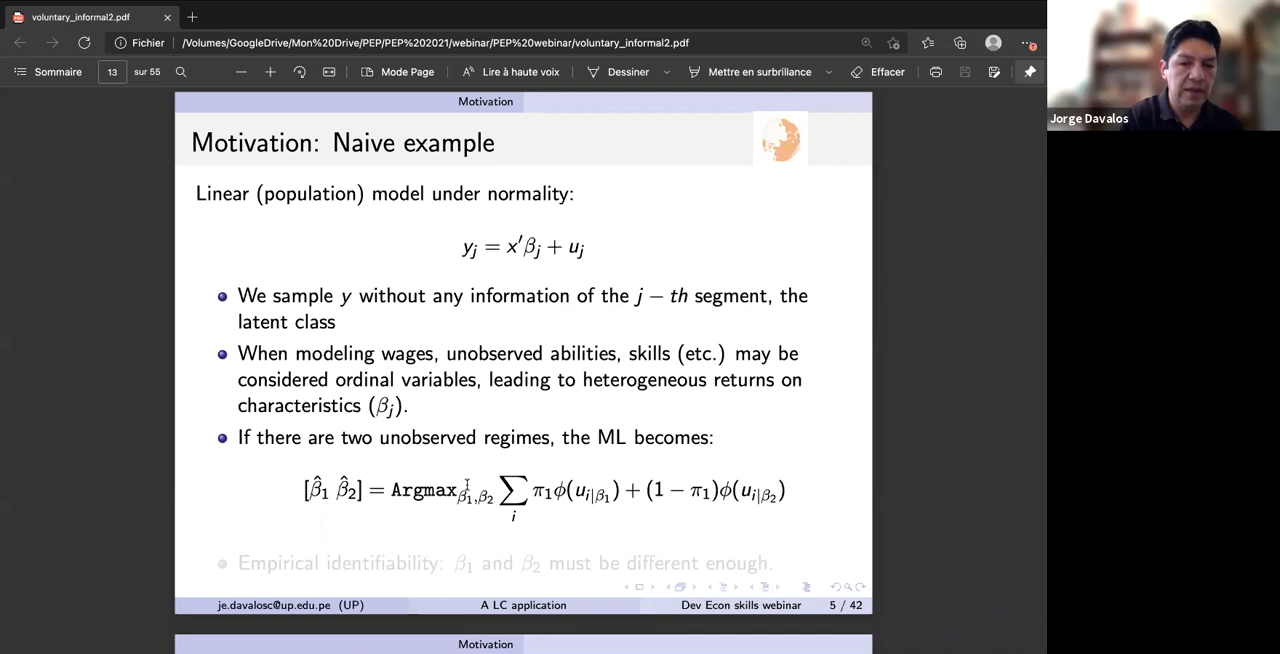 voluntary_informal2.pdf
Fichier /Volumes/GoogleDrive/Mon%20Drive/PEP/PEP%202021/webinar/PEP%20webinar/voluntary_informal2.pdf
Sommaire 13 sur 55 Mode Page Lire à haute voix Dessiner Mettre en surbrillance Effacer
Jorge Davalos
Motivation
Motivation: Naive example
Linear (population) model under normality:
y_j = x′β_j + u_j
We sample y without any information of the j − th segment, the
latent class
When modeling wages, unobserved abilities, skills (etc.) may be
considered ordinal variables, leading to heterogeneous returns on
characteristics (β_j).
If there are two unobserved regimes, the ML becomes:
[β̂_1 β̂_2] = Argmax_{β_1,β_2} ∑_i π_1ϕ(u_{i|β_1}) + (1 − π_1)ϕ(u_{i|β_2})
Empirical identifiability: β_1 and β_2 must be different enough.
je.davalosc@up.edu.pe (UP) A LC application Dev Econ skills webinar 5 / 42
Motivation